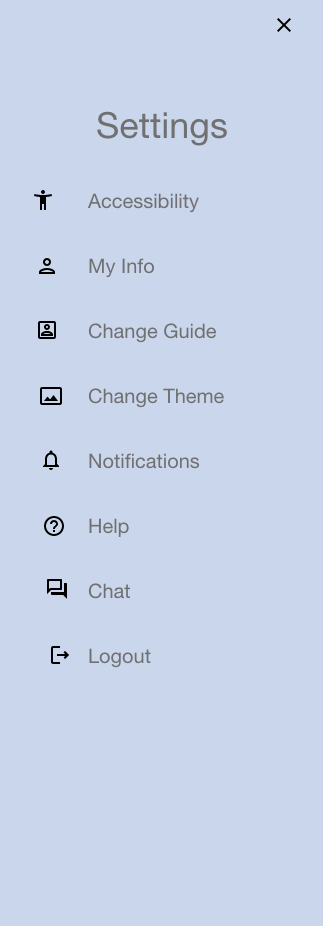 Settings
Accessibility
My Info
Change Guide
Change Theme
Notifications
Help
Chat
Logout